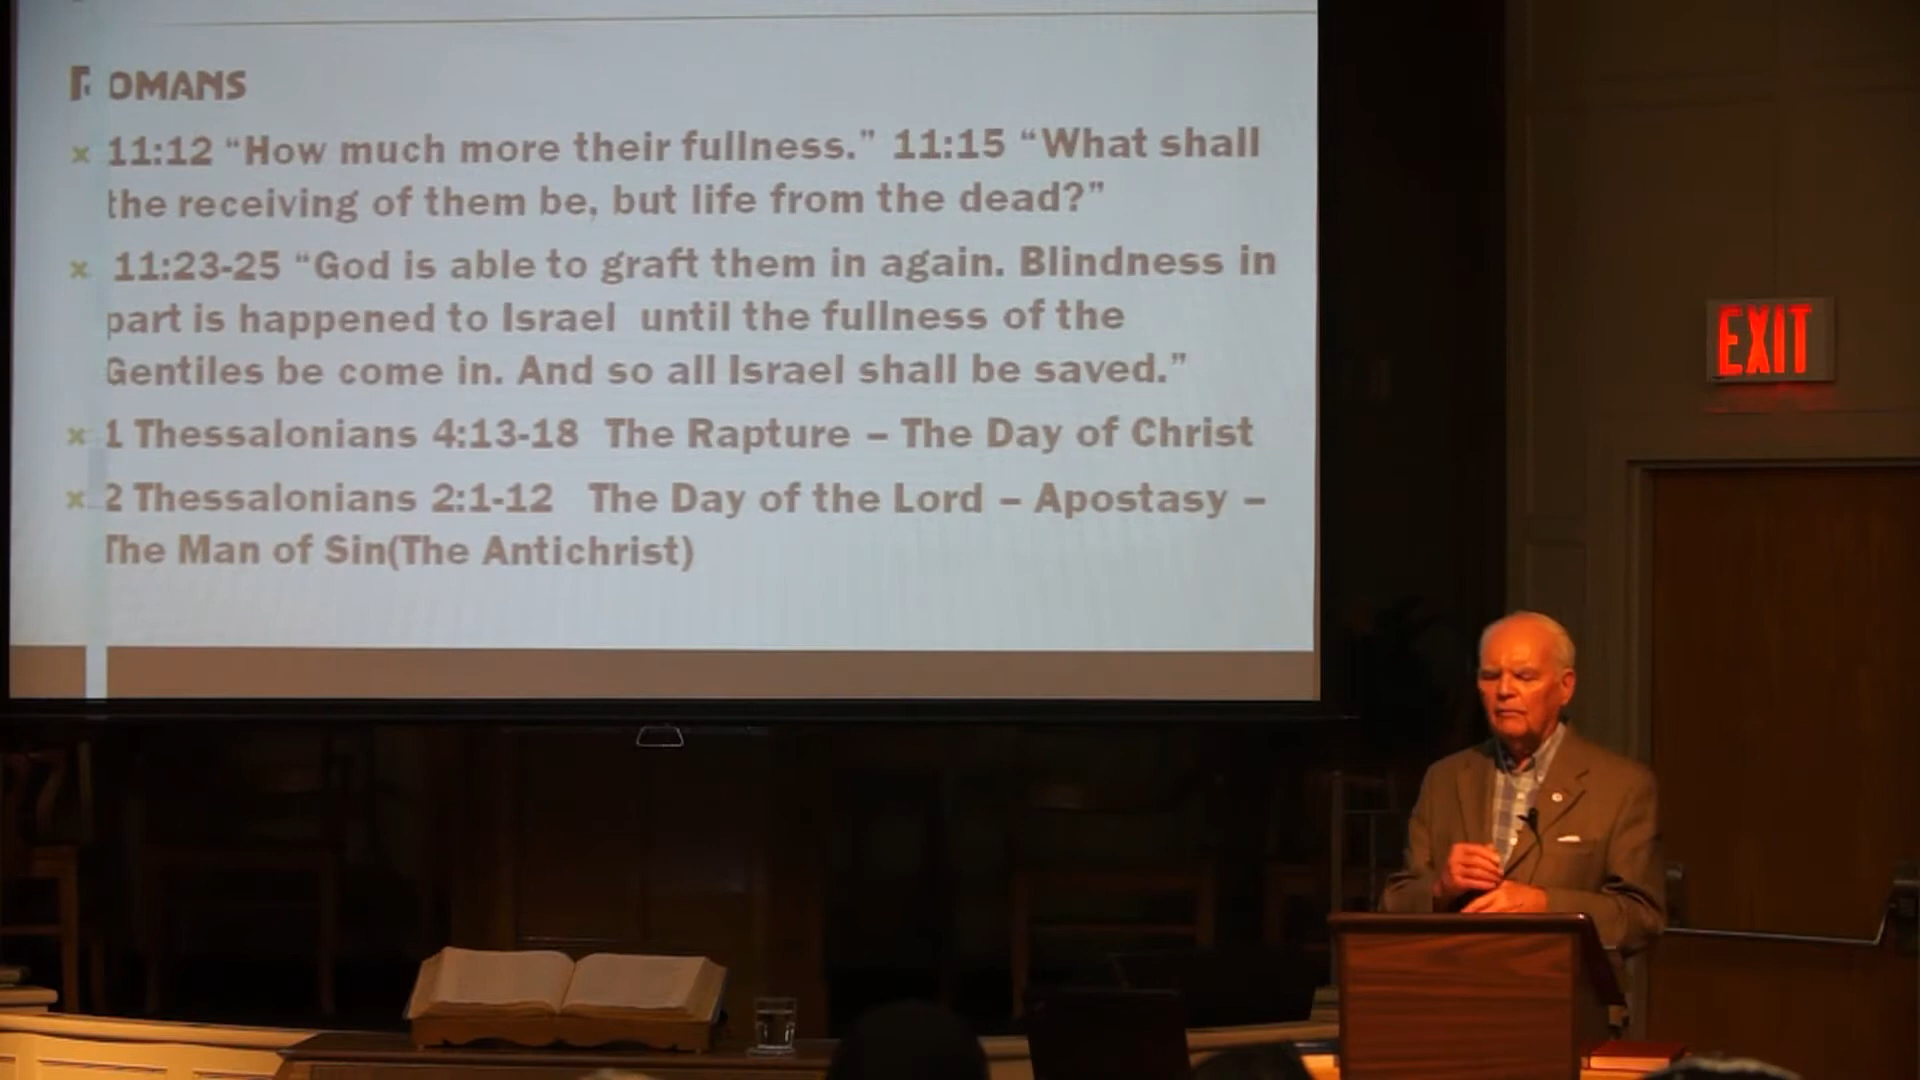 ROMANS
11:12 “How much more their fullness.” 11:15 “What shall
the receiving of them be, but life from the dead?”
11:23-25 “God is able to graft them in again. Blindness in
part is happened to Israel until the fullness of the
Gentiles be come in. And so all Israel shall be saved.”
1 Thessalonians 4:13-18 The Rapture – The Day of Christ
2 Thessalonians 2:1-12 The Day of the Lord – Apostasy –
The Man of Sin(The Antichrist)
EXIT